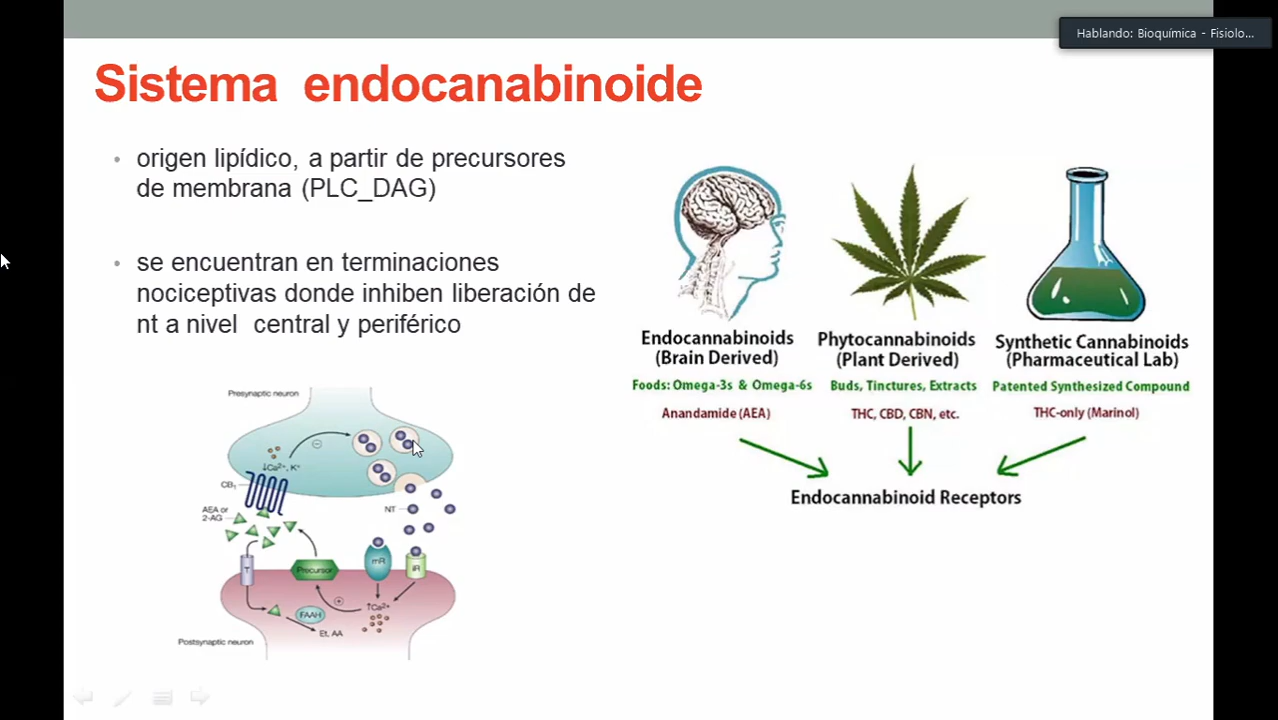 Hablando: Bioquímica - Fisiolo...
Sistema endocanabinoide
• origen lipídico, a partir de precursores
de membrana (PLC_DAG)
• se encuentran en terminaciones
nociceptivas donde inhiben liberación de
nt a nivel central y periférico
Endocannabinoids
(Brain Derived)
Foods: Omega-3s & Omega-6s
Anandamide (AEA)
Phytocannabinoids
(Plant Derived)
Buds, Tinctures, Extracts
THC, CBD, CBN, etc.
Synthetic Cannabinoids
(Pharmaceutical Lab)
Patented Synthesized Compound
THC-only (Marinol)
Endocannabinoid Receptors
Presynaptic neuron
↓Ca²⁺, K⁺
CB₁
AEA or
2-AG
NT
T
Precursor
mR
iR
↑Ca²⁺
FAAH
Et, AA
Postsynaptic neuron